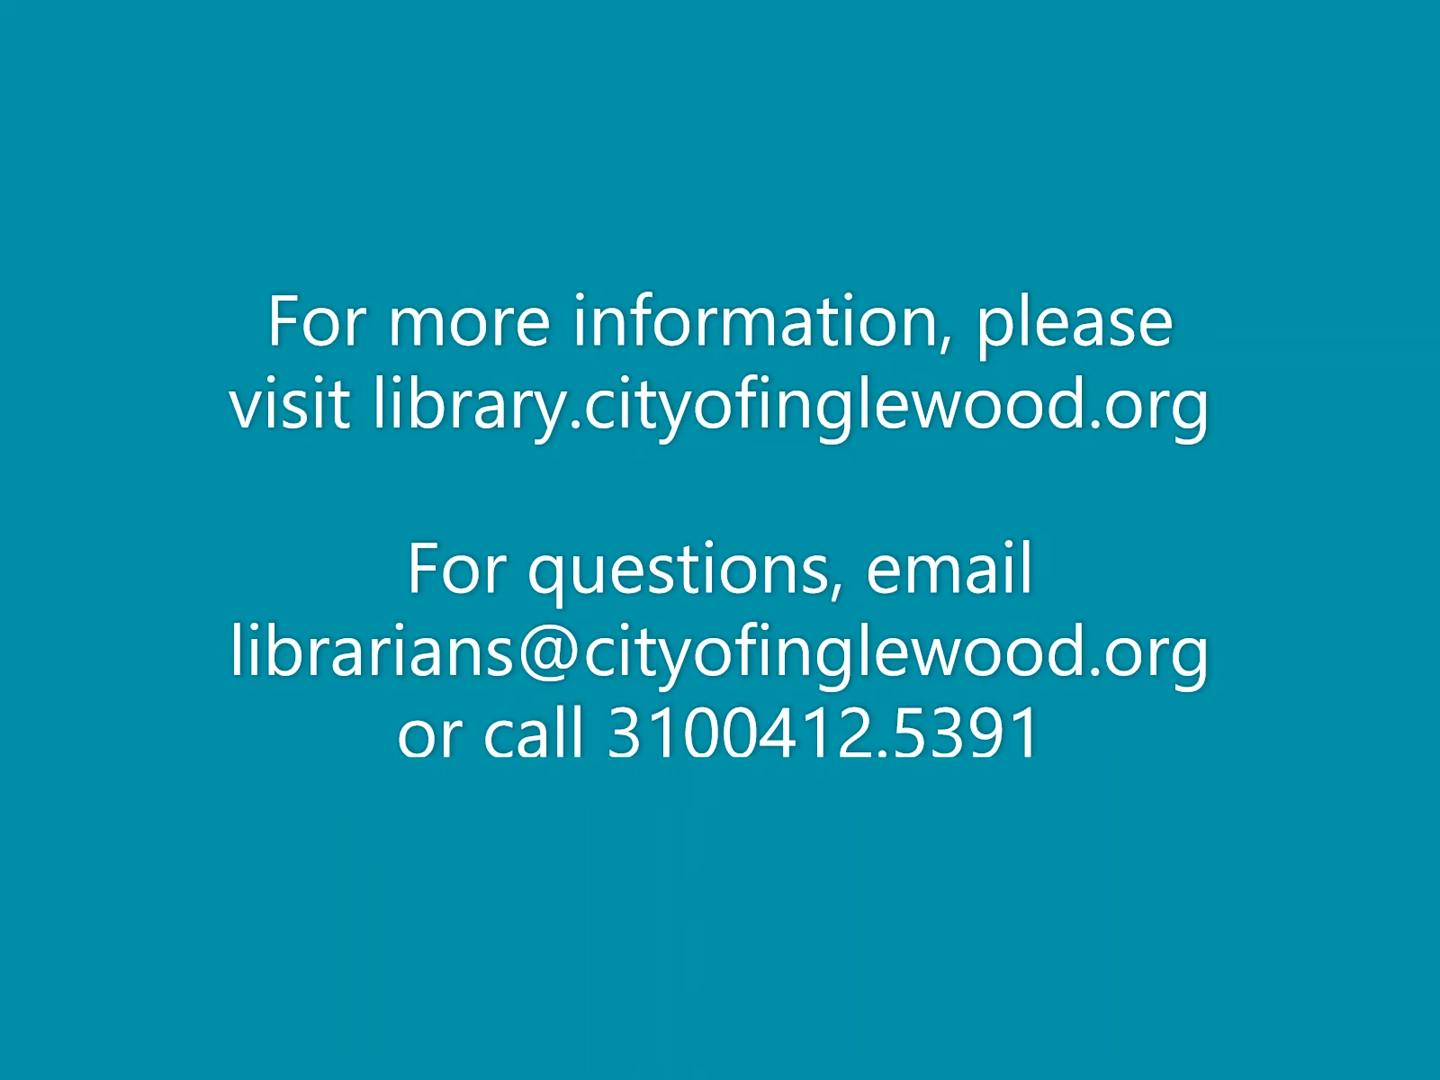 For more information, please
visit library.cityofinglewood.org
For questions, email
librarians@cityofinglewood.org
or call 3100412.5391